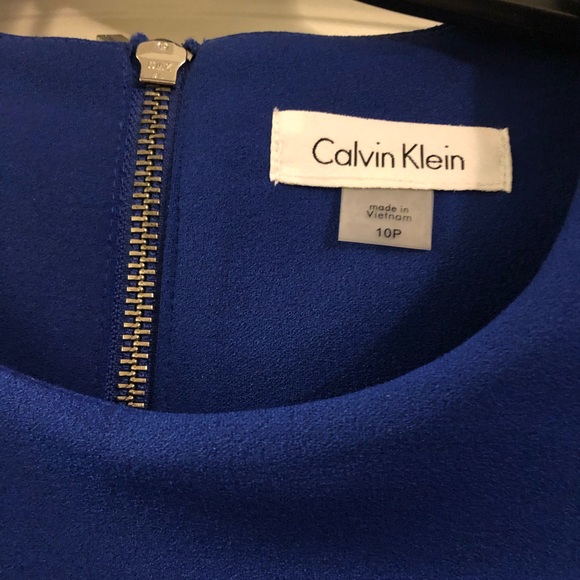 Calvin Klein
made in
Vietnam
10P